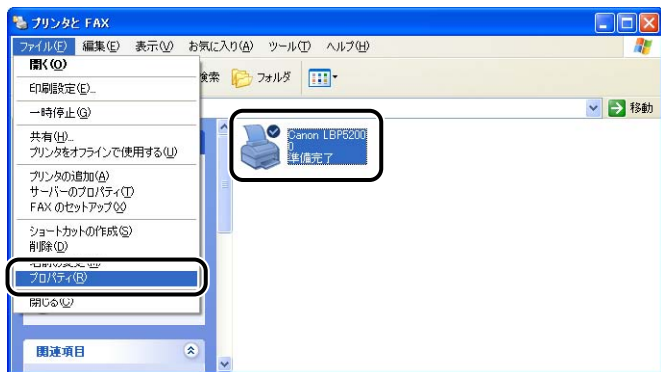 プリンタと FAX
ファイル(F) 編集(E) 表示(V) お気に入り(A) ツール(T) ヘルプ(H)
開く(O)
検索 フォルダ
印刷設定(E)...
一時停止(G)
移動
共有(H)...
プリンタをオフラインで使用する(U)
Canon LBP5200
0
準備完了
プリンタの追加(A)
サーバーのプロパティ(T)
FAX のセットアップ(X)
ショートカットの作成(S)
削除(D)
名前の変更(M)
プロパティ(R)
閉じる(C)
関連項目